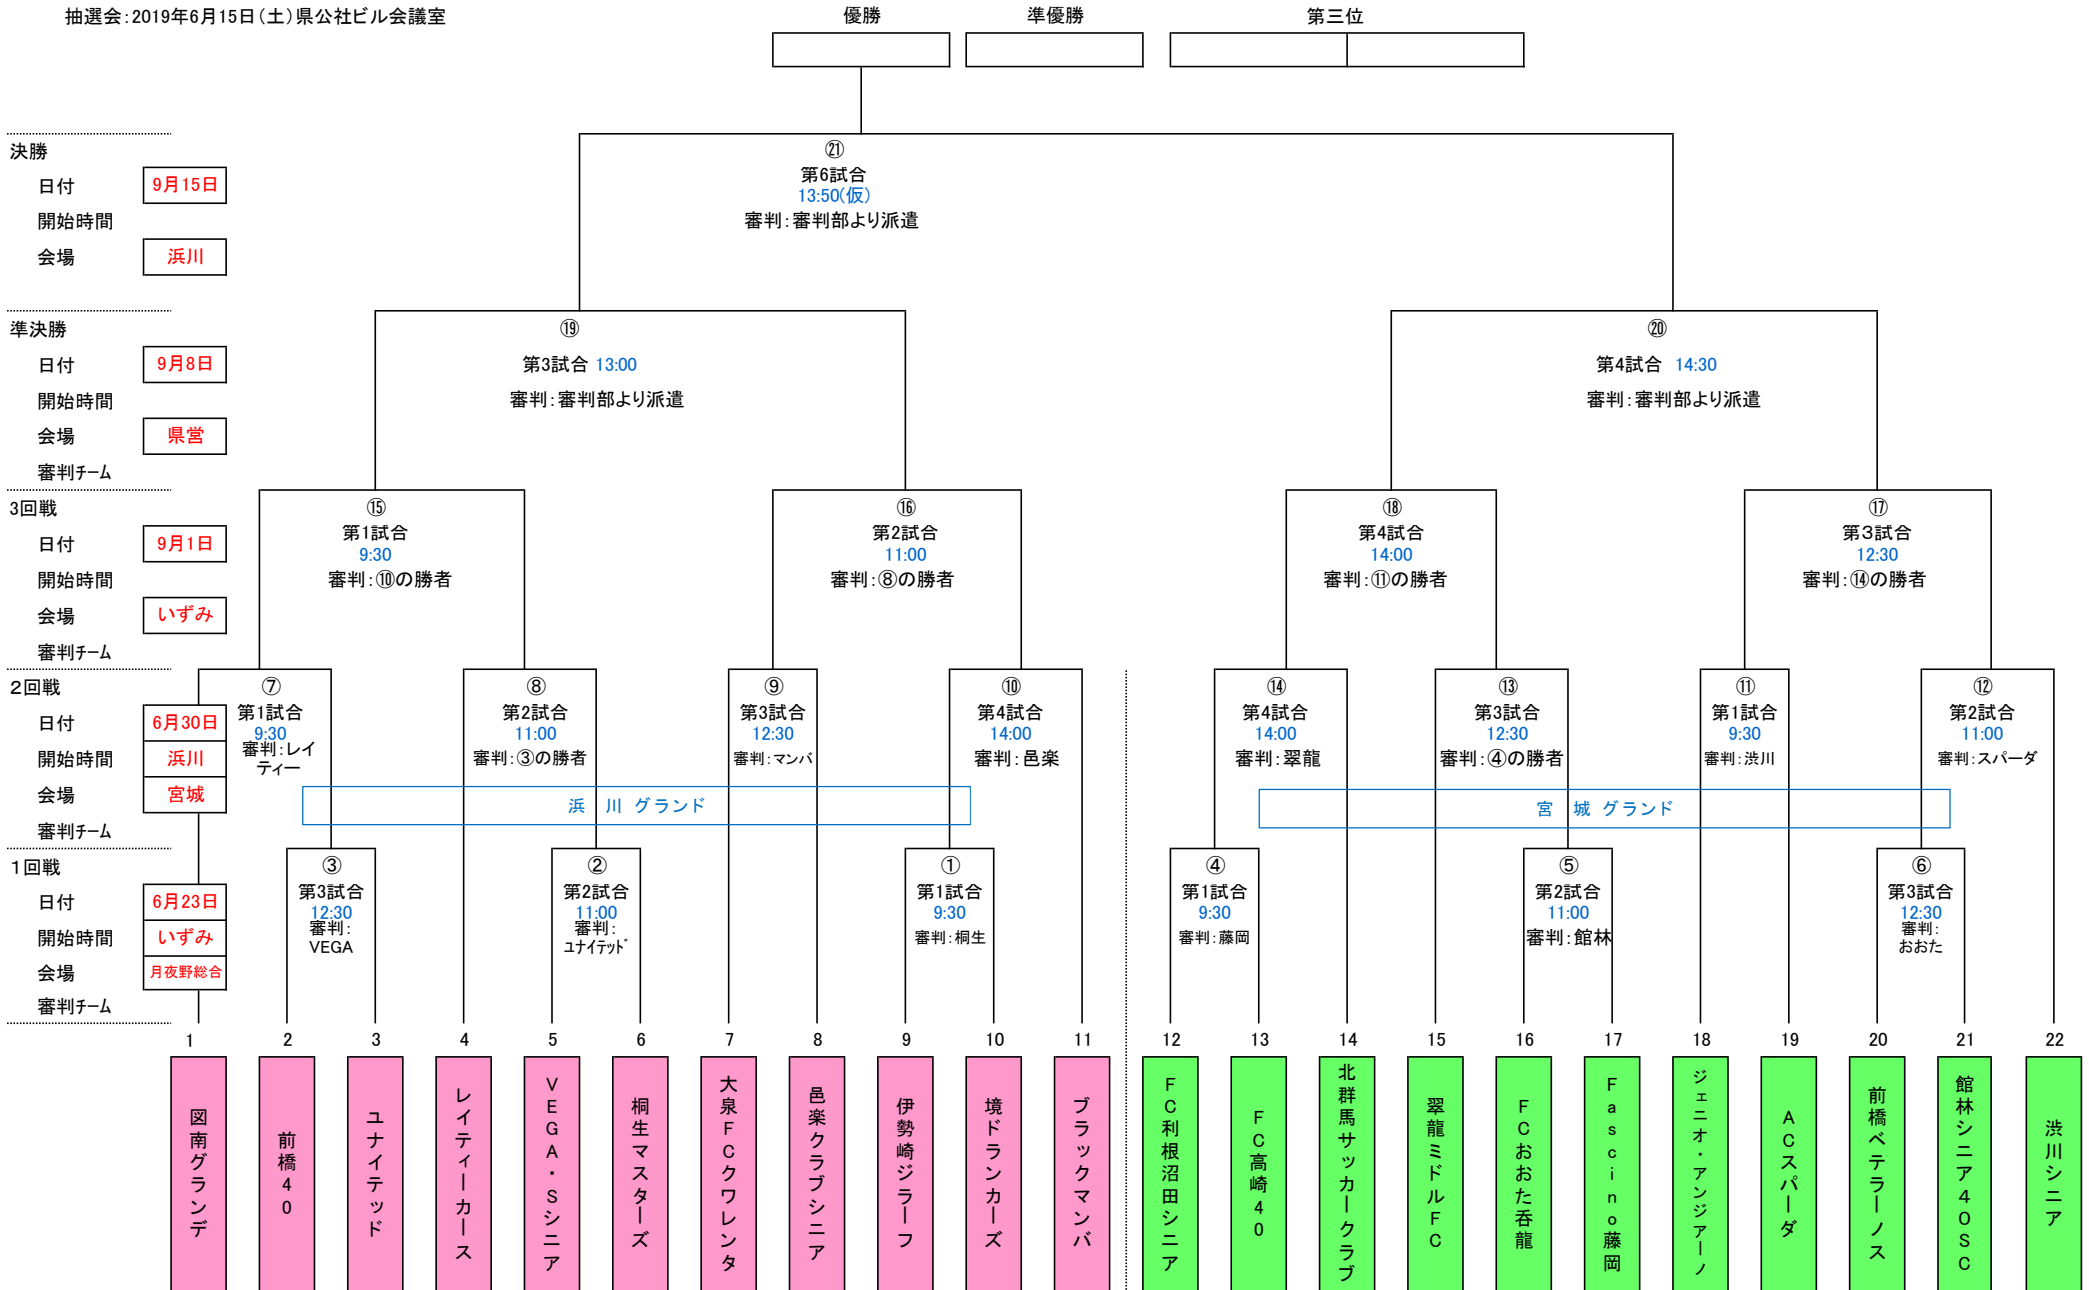 抽選会:2019年6月15日(土)県公社ビル会議室
優勝
準優勝
第三位
決勝
日付
9月15日
開始時間
会場
浜川
㉑
第6試合
13:50(仮)
審判:審判部より派遣
準決勝
日付
9月8日
開始時間
会場
県営
審判チーム
⑲
第3試合 13:00
審判:審判部より派遣
⑳
第4試合 14:30
審判:審判部より派遣
3回戦
日付
9月1日
開始時間
会場
いずみ
審判チーム
⑮
第1試合
9:30
審判:⑩の勝者
⑯
第2試合
11:00
審判:⑧の勝者
⑱
第4試合
14:00
審判:⑪の勝者
⑰
第3試合
12:30
審判:⑭の勝者
2回戦
日付
6月30日
開始時間
浜川
会場
宮城
審判チーム
⑦
第1試合
9:30
審判:レイ
ティー
⑧
第2試合
11:00
審判:③の勝者
⑨
第3試合
12:30
審判:マンバ
⑩
第4試合
14:00
審判:邑楽
⑭
第4試合
14:00
審判:翠龍
⑬
第3試合
12:30
審判:④の勝者
⑪
第1試合
9:30
審判:渋川
⑫
第2試合
11:00
審判:スパーダ
浜 川 グランド
宮 城 グランド
1回戦
日付
6月23日
開始時間
いずみ
会場
月夜野総合
審判チーム
③
第3試合
12:30
審判:
VEGA
②
第2試合
11:00
審判:
ユナイテッド
①
第1試合
9:30
審判:桐生
④
第1試合
9:30
審判:藤岡
⑤
第2試合
11:00
審判:館林
⑥
第3試合
12:30
審判:
おおた
1
2
3
4
5
6
7
8
9
10
11
12
13
14
15
16
17
18
19
20
21
22
図南グランデ
前橋40
ユナイテッド
レイティーカース
VEGA・Sシニア
桐生マスターズ
大泉FCクワレンタ
邑楽クラブシニア
伊勢崎ジラーフ
境ドランカーズ
ブラックマンバ
FC利根沼田シニア
FC高崎40
北群馬サッカークラブ
翠龍ミドルFC
FCおおた呑龍
Fascino藤岡
ジェニオ・アンジアーノ
ACスパーダ
前橋ベテラーノス
館林シニア40SC
渋川シニア